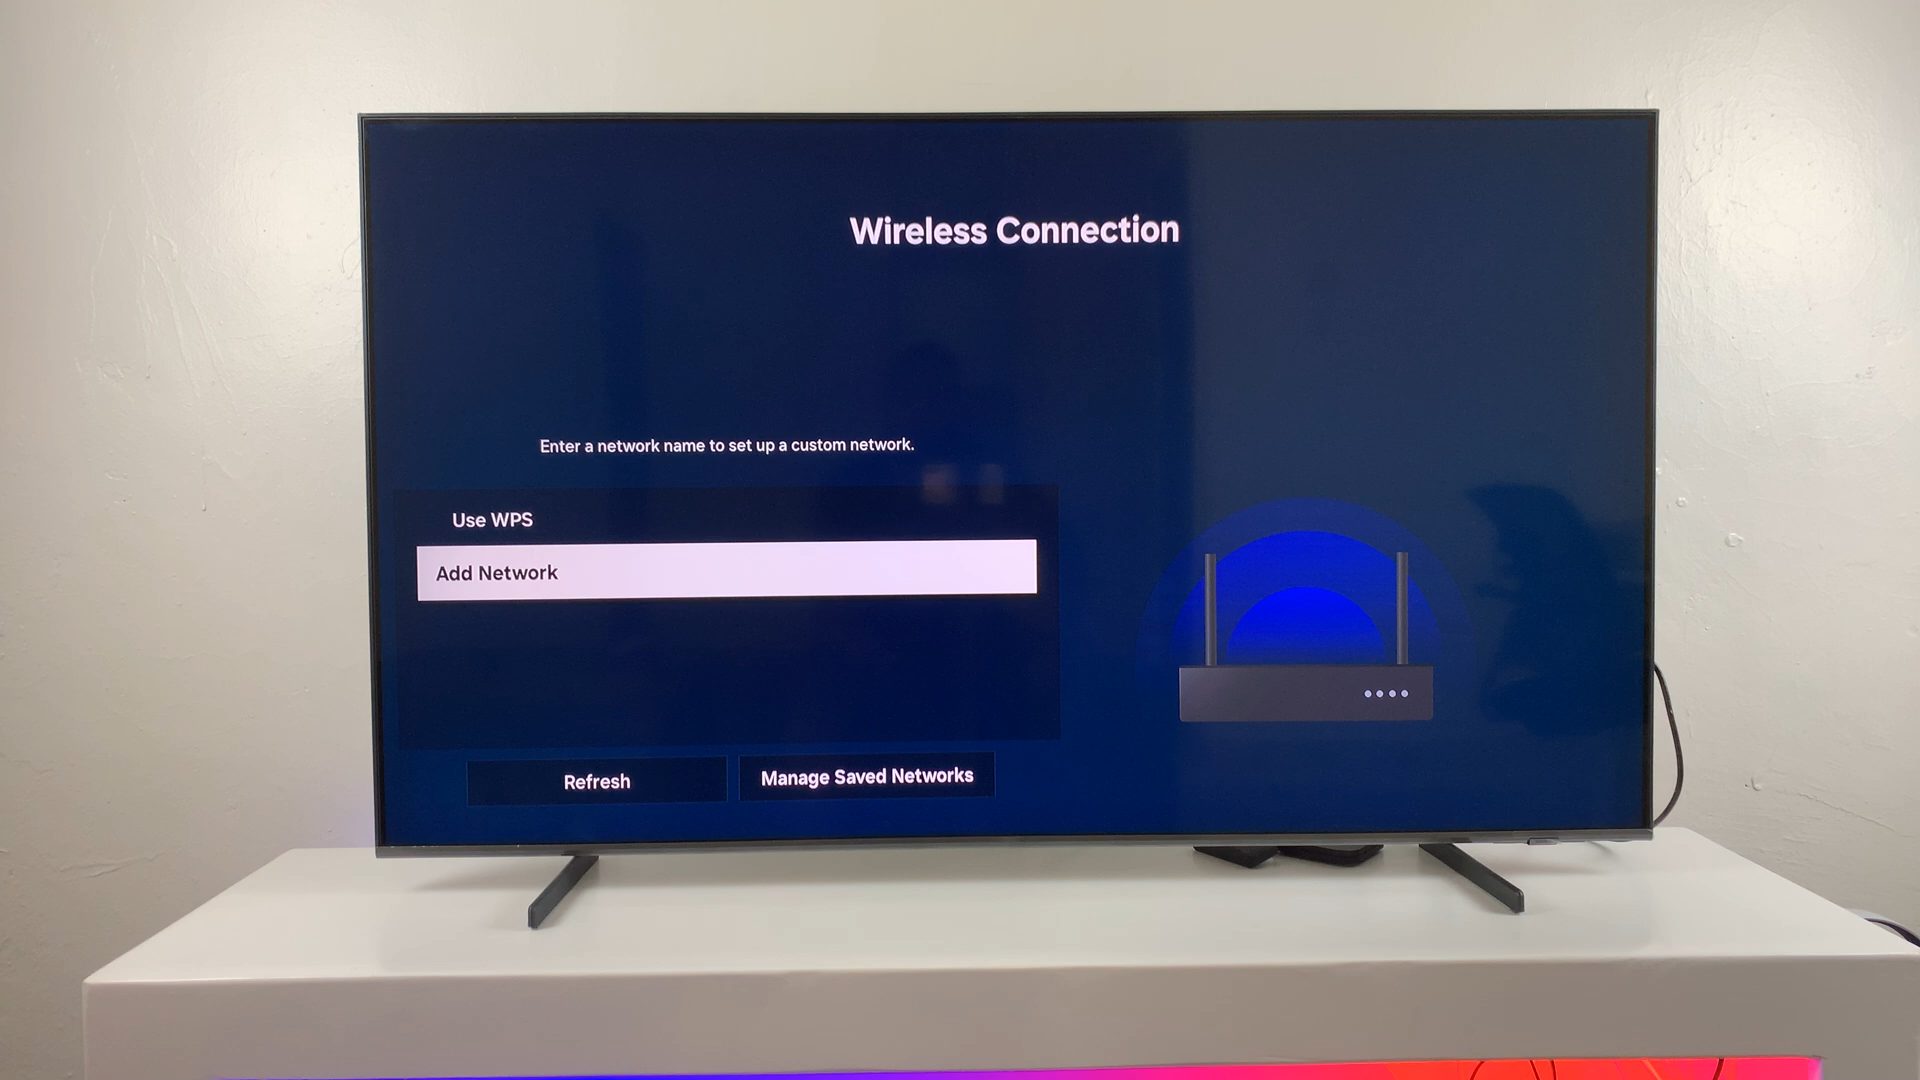 Wireless Connection
Enter a network name to set up a custom network.
Use WPS
Add Network
Refresh
Manage Saved Networks